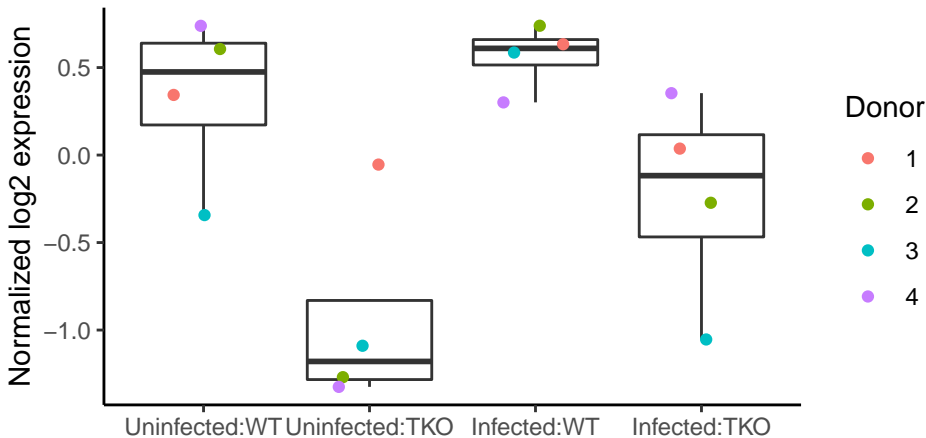 Normalized log2 expression
0.5
0.0
−0.5
−1.0
Uninfected:WT Uninfected:TKO Infected:WT Infected:TKO
Donor
1
2
3
4